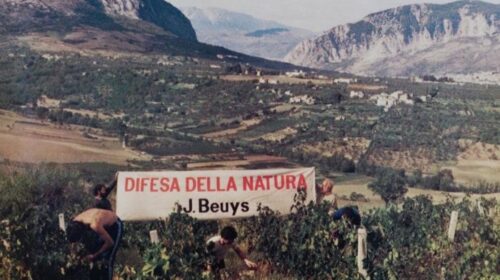 DIFESA DELLA NATURA
J. Beuys